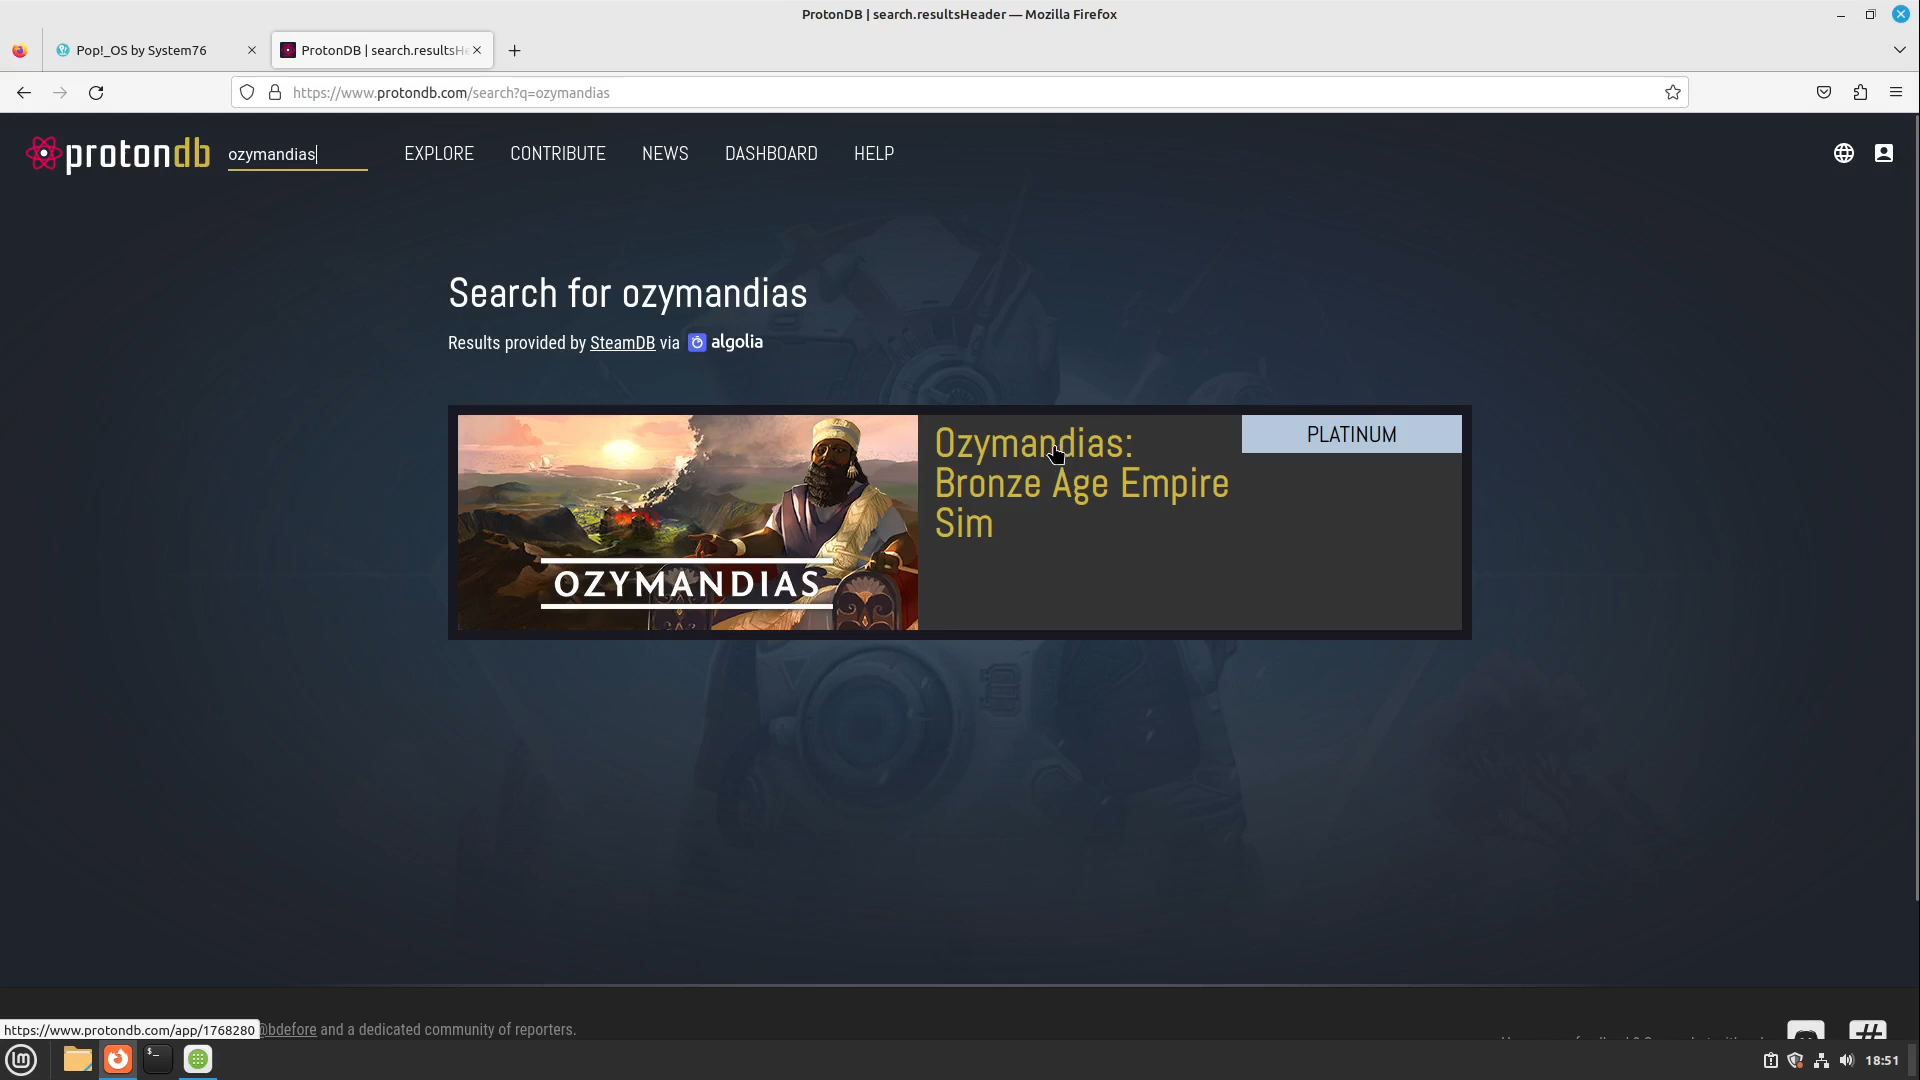 ProtonDB | search.resultsHeader — Mozilla Firefox
Pop!_OS by System76
ProtonDB | search.resultsHe
https://www.protondb.com/search?q=ozymandias
protondb
ozymandias
EXPLORE
CONTRIBUTE
NEWS
DASHBOARD
HELP
Search for ozymandias
Results provided by SteamDB via algolia
OZYMANDIAS
Ozymandias:
Bronze Age Empire
Sim
PLATINUM
https://www.protondb.com/app/1768280
@bdefore and a dedicated community of reporters.
18:51